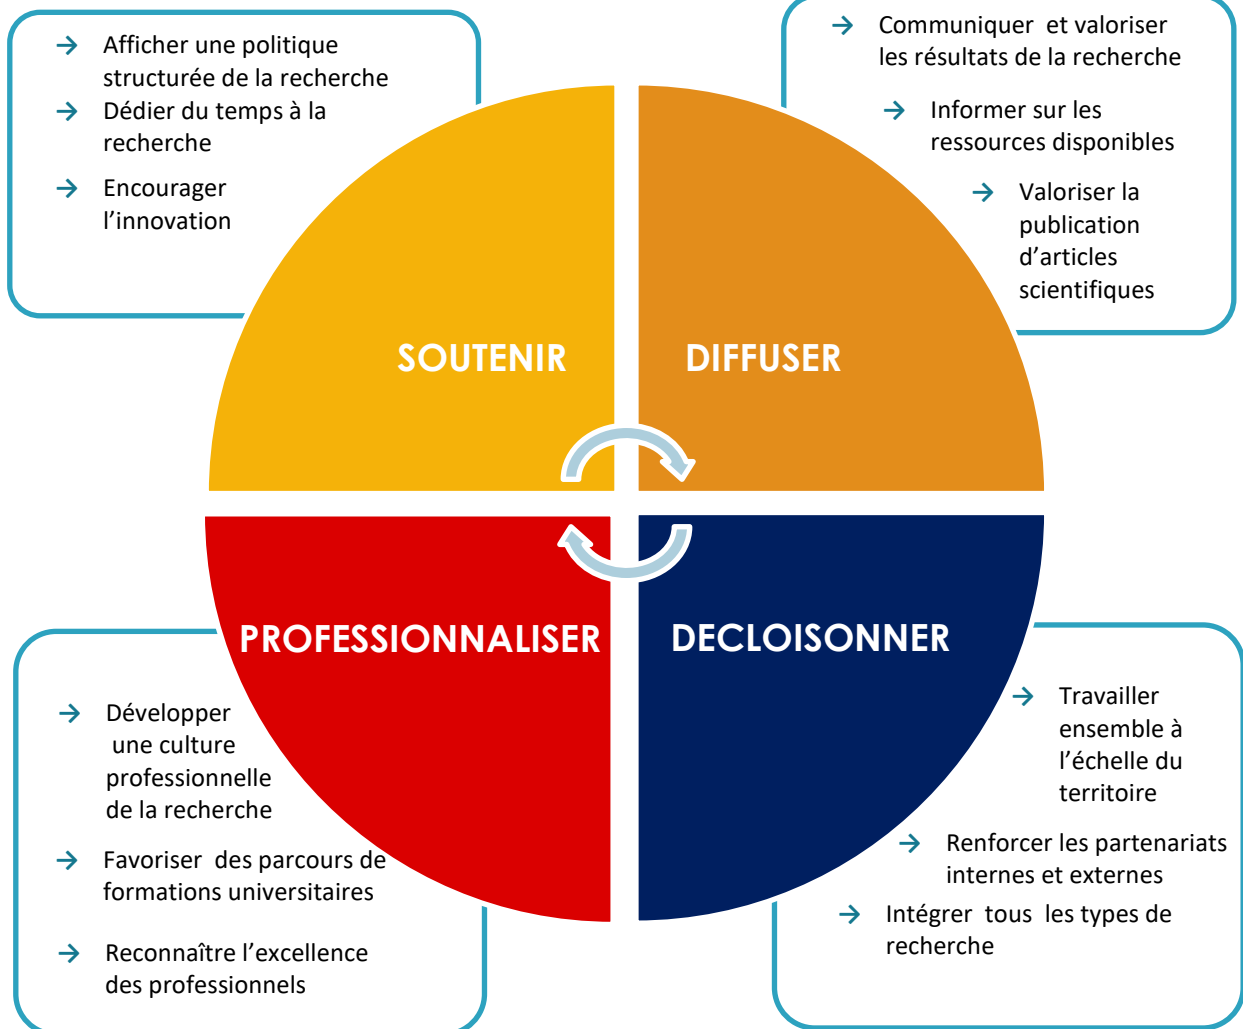 → Afficher une politique
structurée de la recherche
→ Dédier du temps à la
recherche
→ Encourager
l’innovation
→ Communiquer et valoriser
les résultats de la recherche
→ Informer sur les
ressources disponibles
→ Valoriser la
publication
d’articles
scientifiques
SOUTENIR
DIFFUSER
PROFESSIONNALISER
DECLOISONNER
→ Développer
une culture
professionnelle
de la recherche
→ Favoriser des parcours de
formations universitaires
→ Reconnaître l’excellence
des professionnels
→ Travailler
ensemble à
l’échelle du
territoire
→ Renforcer les partenariats
internes et externes
→ Intégrer tous les types de
recherche